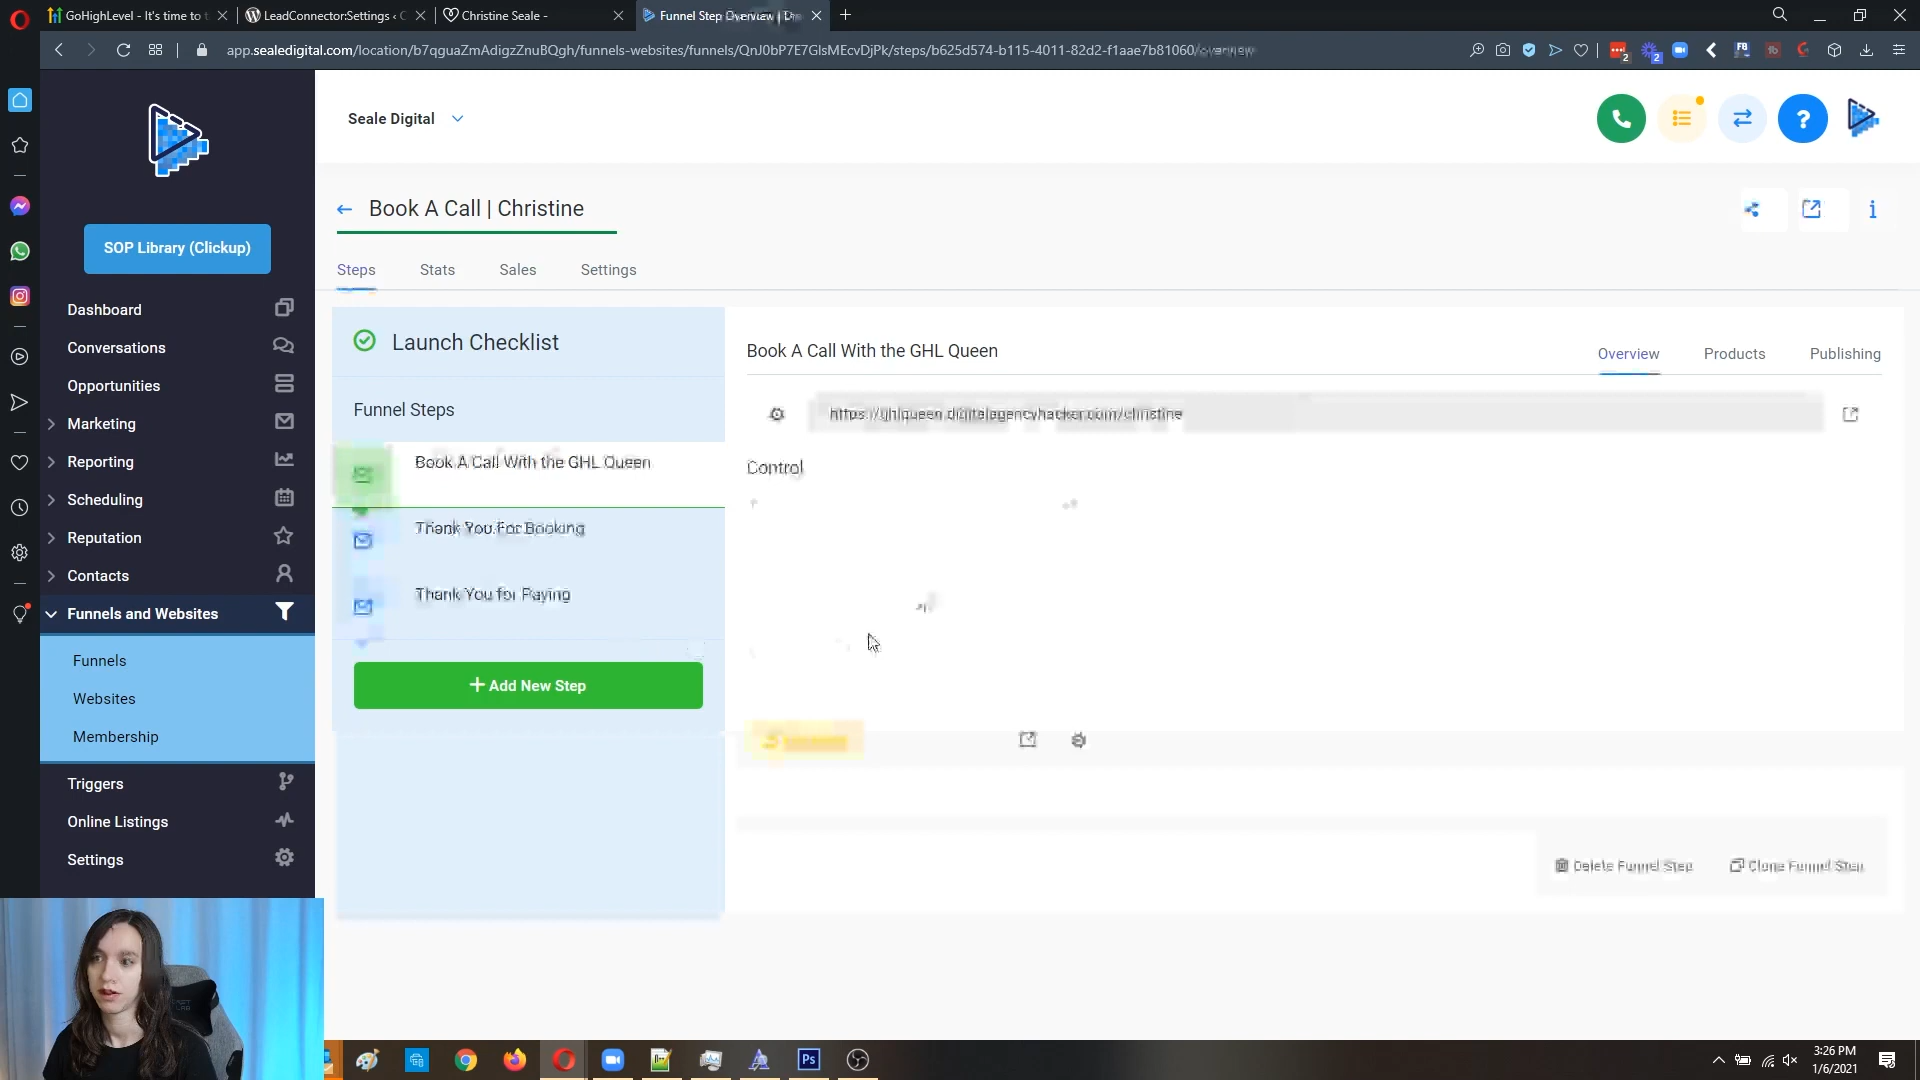 GoHighLevel - It's time to t
LeadConnector:Settings ‹ C
Christine Seale -
Funnel Step Overview | D
app.sealedigital.com/location/b7qguaZmAdigzZnuBQgh/funnels-websites/funnels/QnJ0bP7E7GlsMEcvDjPk/steps/b625d574-b115-4011-82d2-f1aae7b81060/overview
2
2
FB
Seale Digital
?
SOP Library (Clickup)
Dashboard
Conversations
Opportunities
Marketing
Reporting
Scheduling
Reputation
Contacts
Funnels and Websites
Funnels
Websites
Membership
Triggers
Online Listings
Settings
Book A Call | Christine
Steps
Stats
Sales
Settings
Launch Checklist
Funnel Steps
Book A Call With the GHL Queen
Thank You For Booking
Thank You for Paying
+ Add New Step
Book A Call With the GHL Queen
Overview
Products
Publishing
https://ghlqueen.digitalagencyhacker.com/christine
Control
Delete Funnel Step
Clone Funnel Step
Ps
3:26 PM
1/6/2021